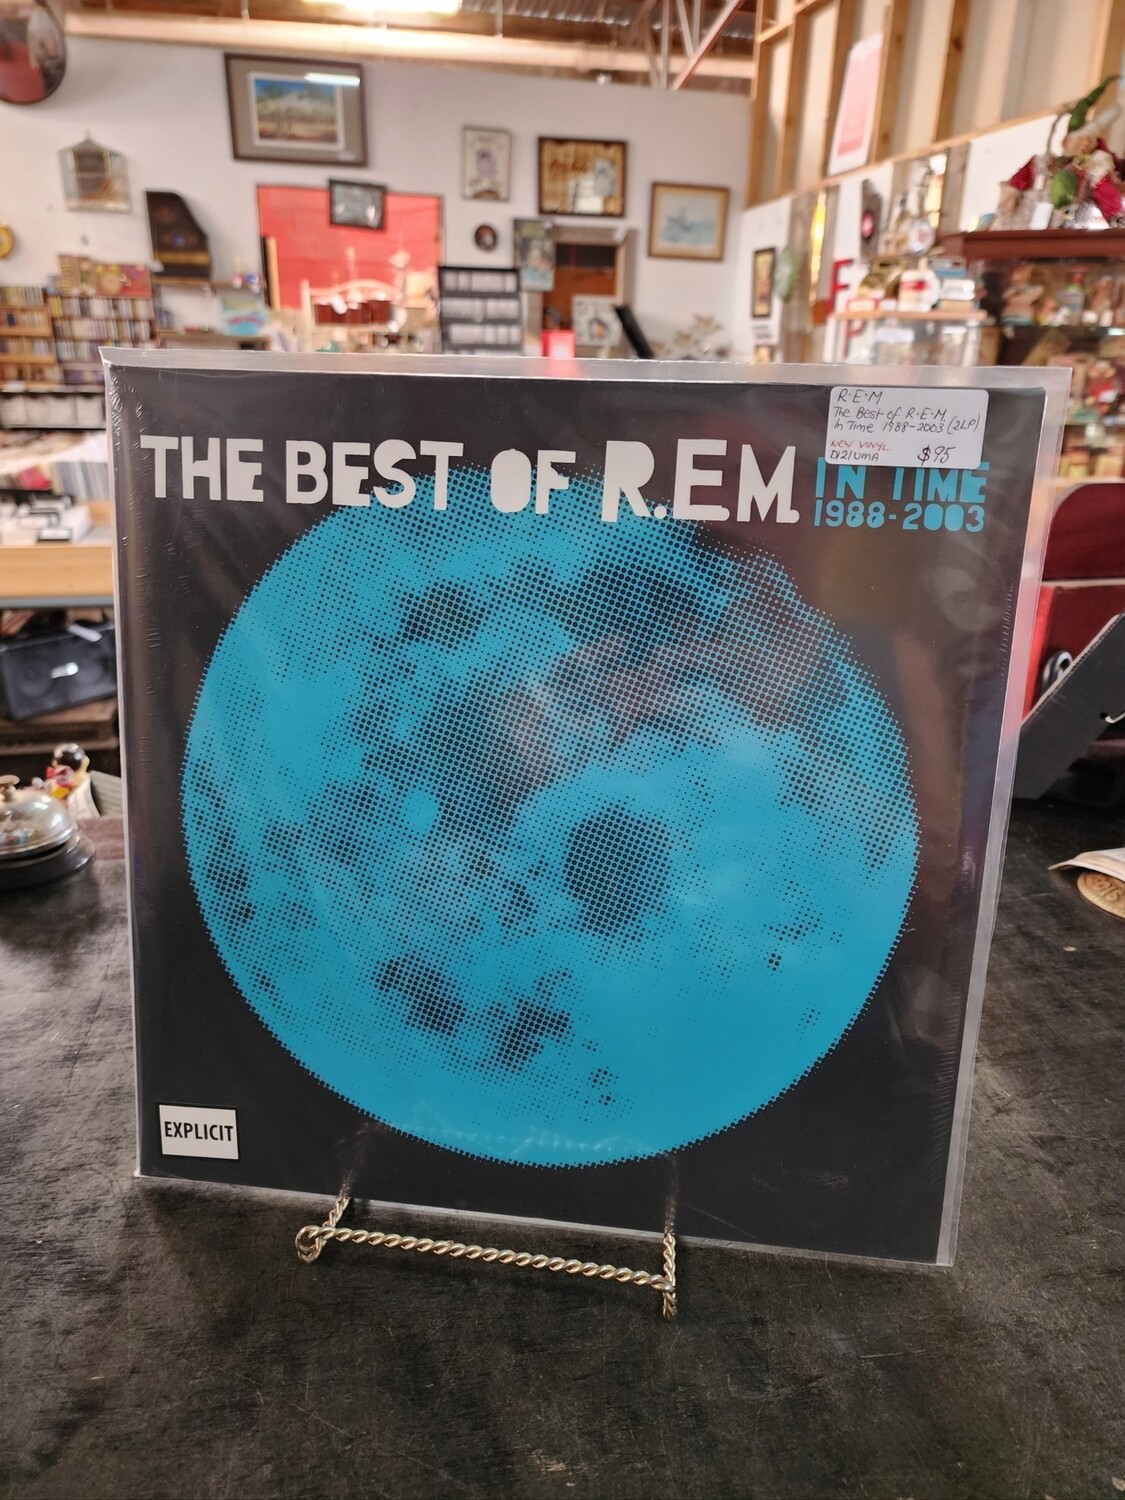 R·E·M
The Best of R·E·M.
In Time 1988-2003 (2LP)
NEW VINYL
D121UMA $95
THE BEST OF R.E.M.
IN TIME
1988-2003
EXPLICIT